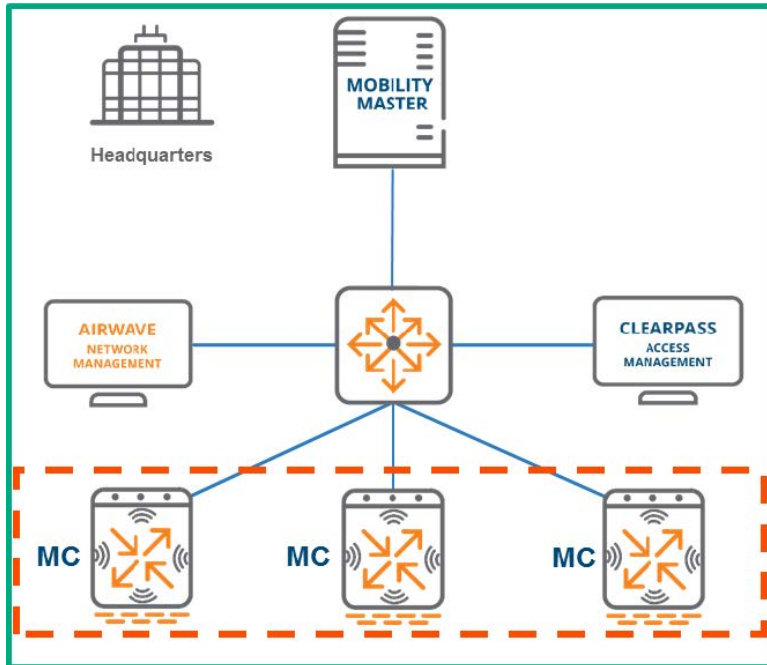 MOBILITY
MASTER
Headquarters
AIRWAVE
NETWORK
MANAGEMENT
CLEARPASS
ACCESS
MANAGEMENT
MC
MC
MC